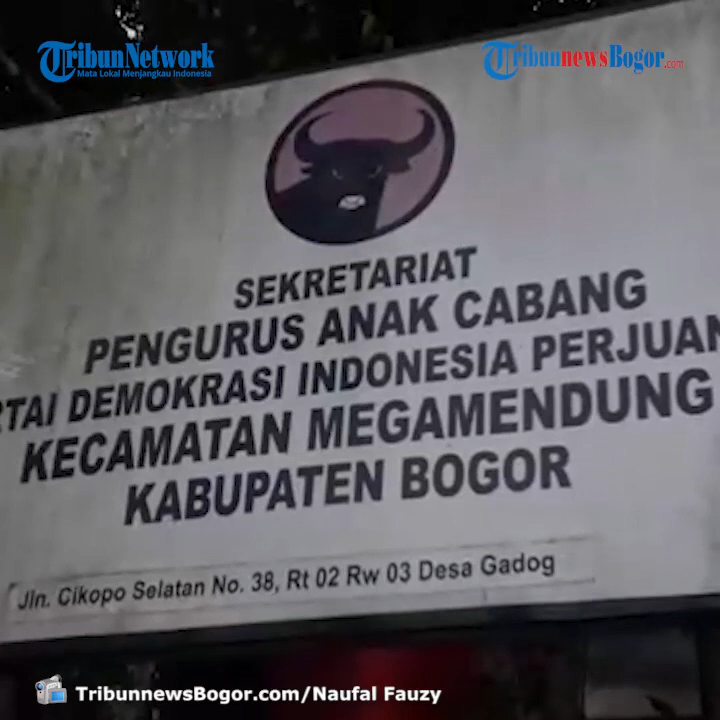 TribunNetwork
Mata Lokal Menjangkau Indonesia
TribunnewsBogor.com
SEKRETARIAT
PENGURUS ANAK CABANG
RTAI DEMOKRASI INDONESIA PERJUAN
KECAMATAN MEGAMENDUNG
KABUPATEN BOGOR
Jln. Cikopo Selatan No. 38, Rt 02 Rw 03 Desa Gadog
TribunnewsBogor.com/Naufal Fauzy